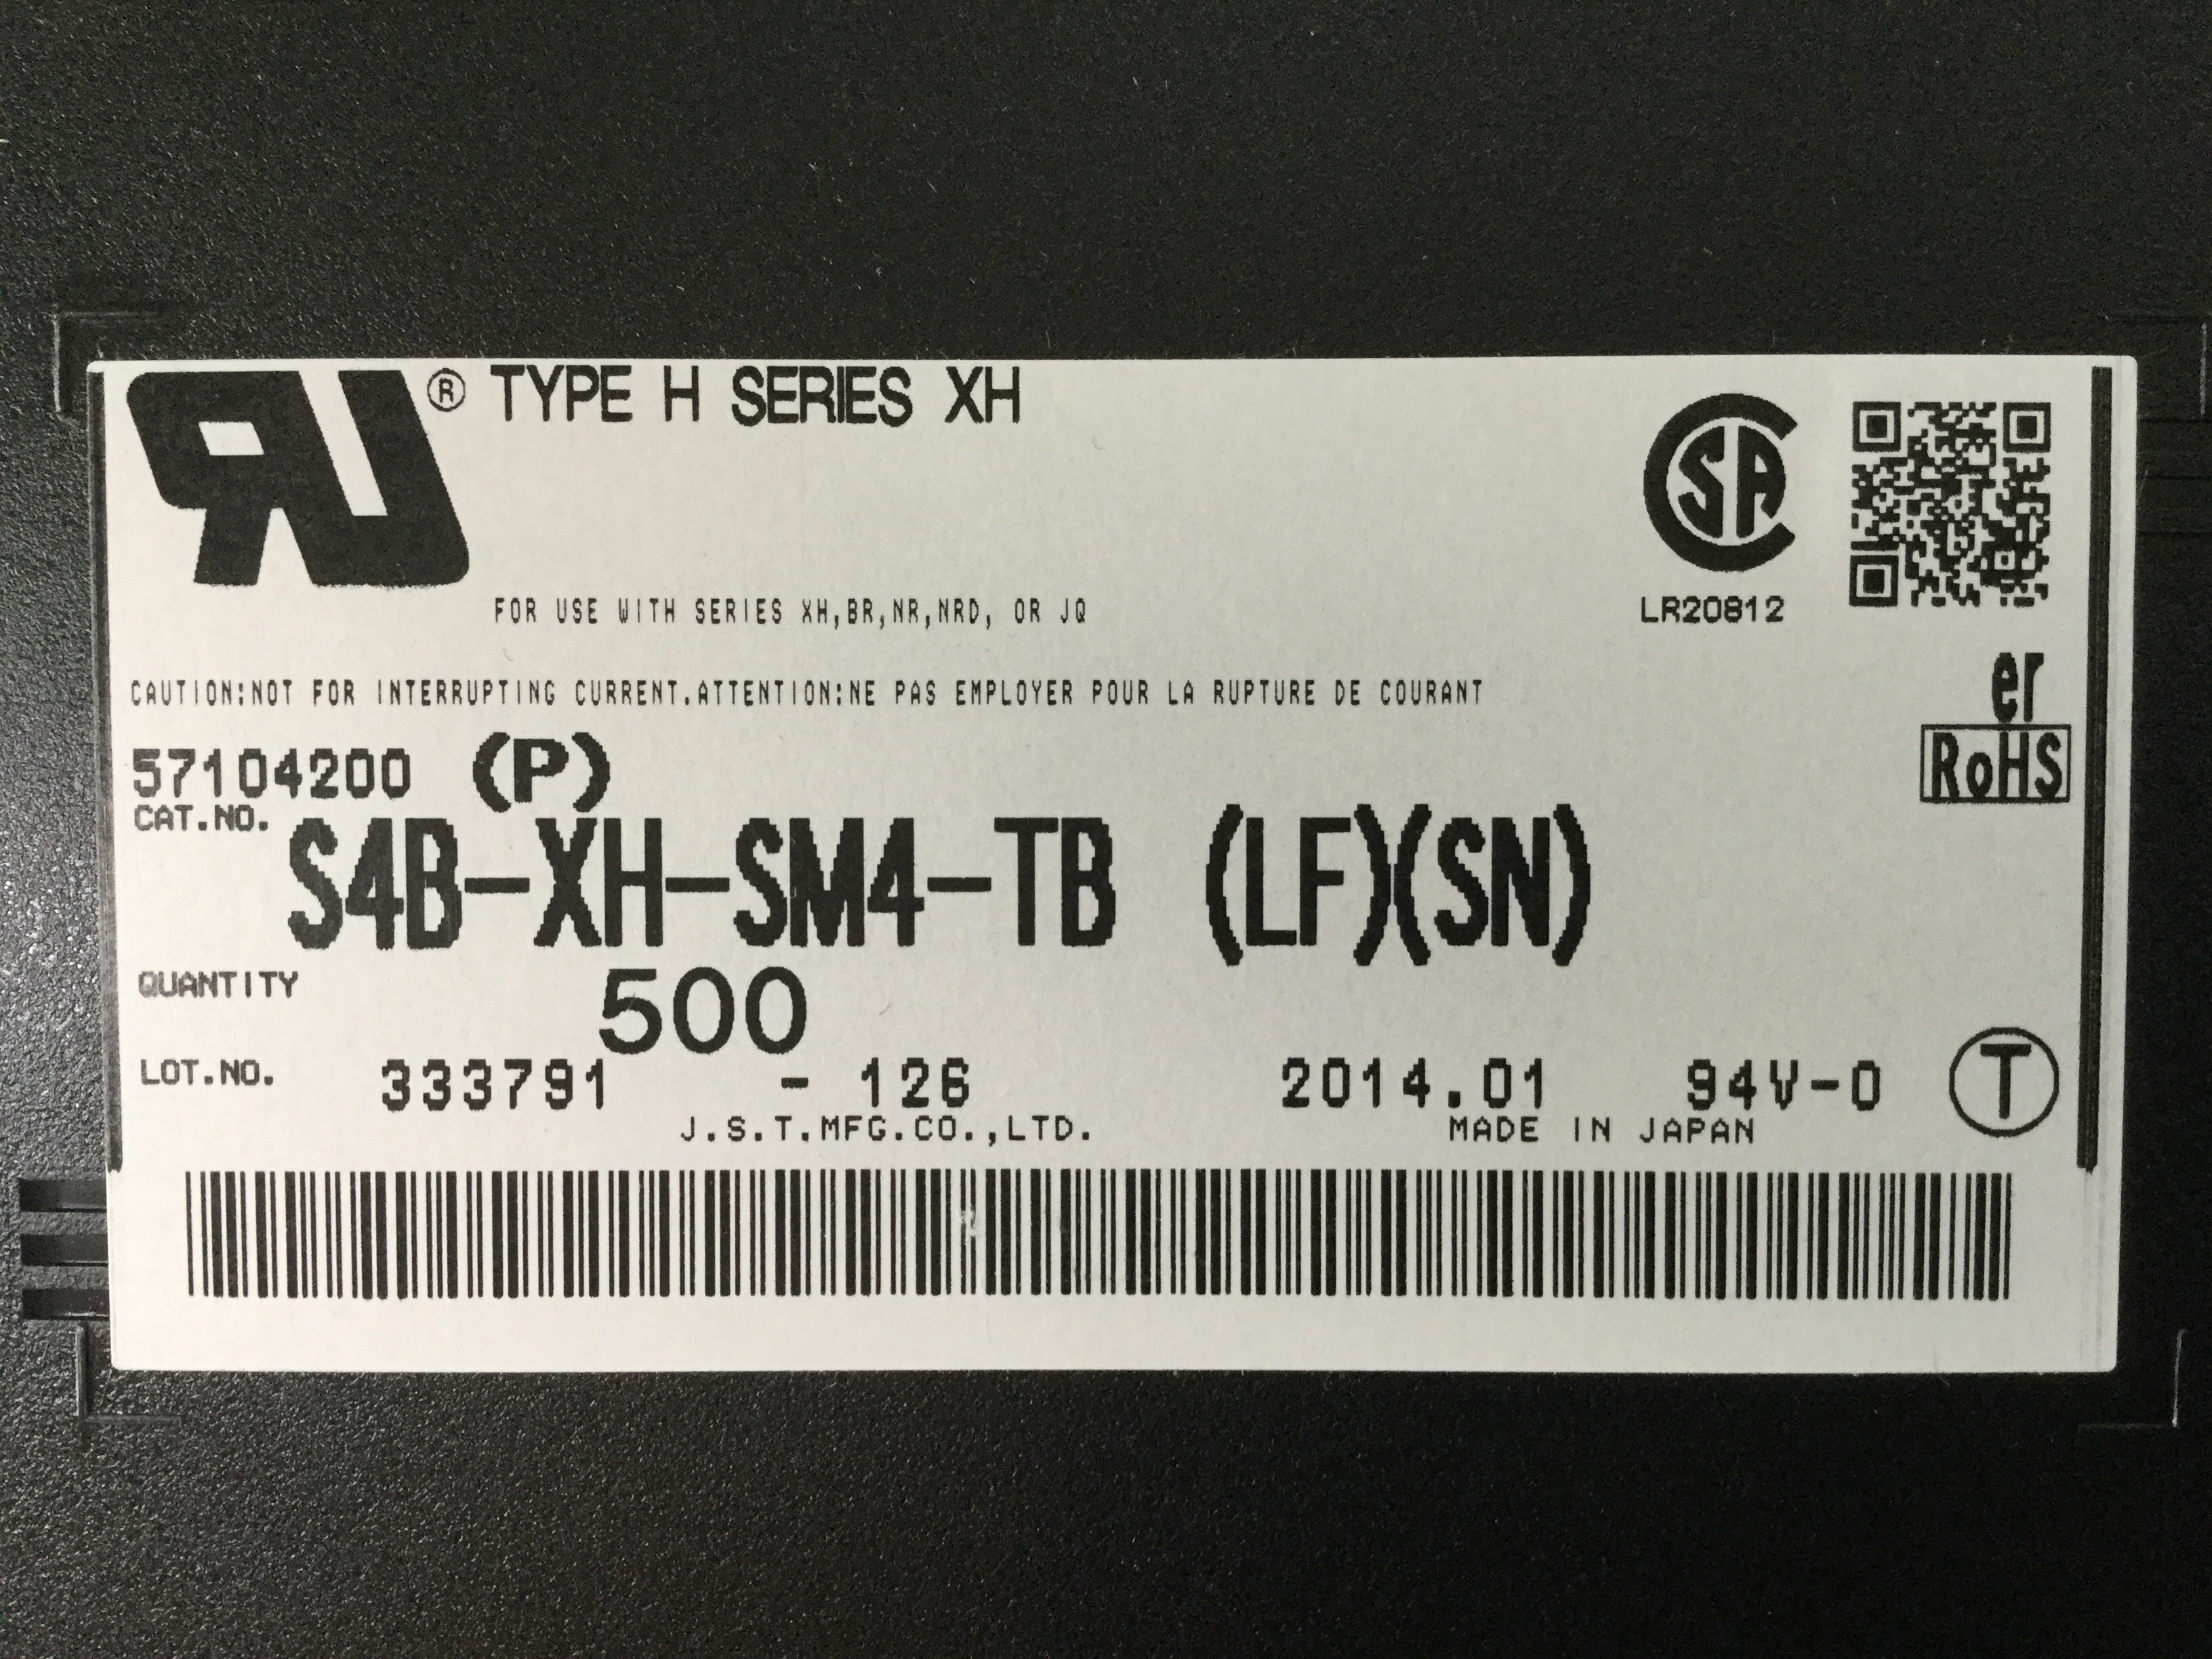 RU® TYPE H SERIES XH
CSA
LR20812
FOR USE WITH SERIES XH,BR,NR,NRD, OR JQ
er
CAUTION:NOT FOR INTERRUPTING CURRENT.ATTENTION:NE PAS EMPLOYER POUR LA RUPTURE DE COURANT
RoHS
57104200 (P)
CAT.NO. S4B-XH-SM4-TB (LF)(SN)
QUANTITY 500
LOT.NO. 333791 - 126 2014.01 94V-0 T
J.S.T.MFG.CO.,LTD. MADE IN JAPAN